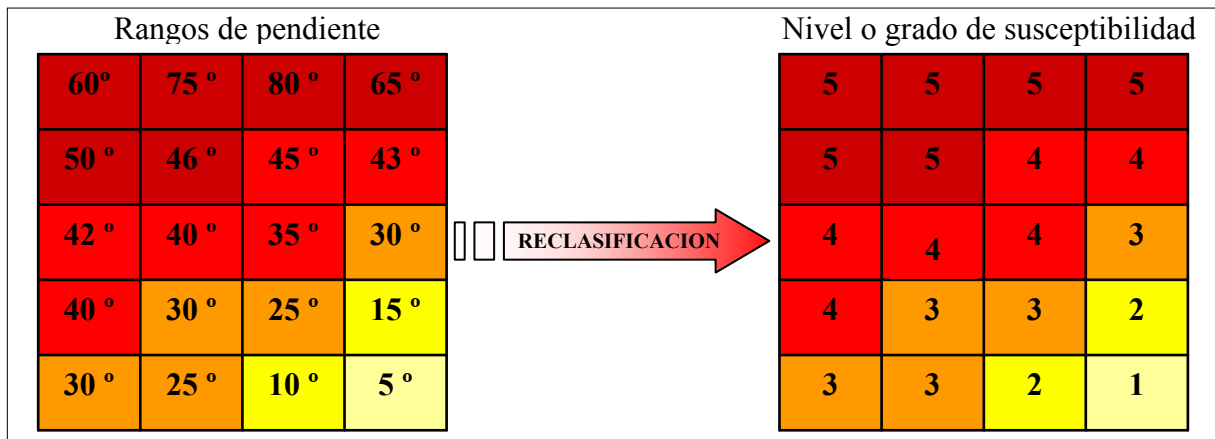 Rangos de pendiente
Nivel o grado de susceptibilidad
60º 75 º 80 º 65 º
50 º 46 º 45 º 43 º
42 º 40 º 35 º 30 º
40 º 30 º 25 º 15 º
30 º 25 º 10 º 5 º
RECLASIFICACION
5 5 5 5
5 5 4 4
4 4 4 3
4 3 3 2
3 3 2 1